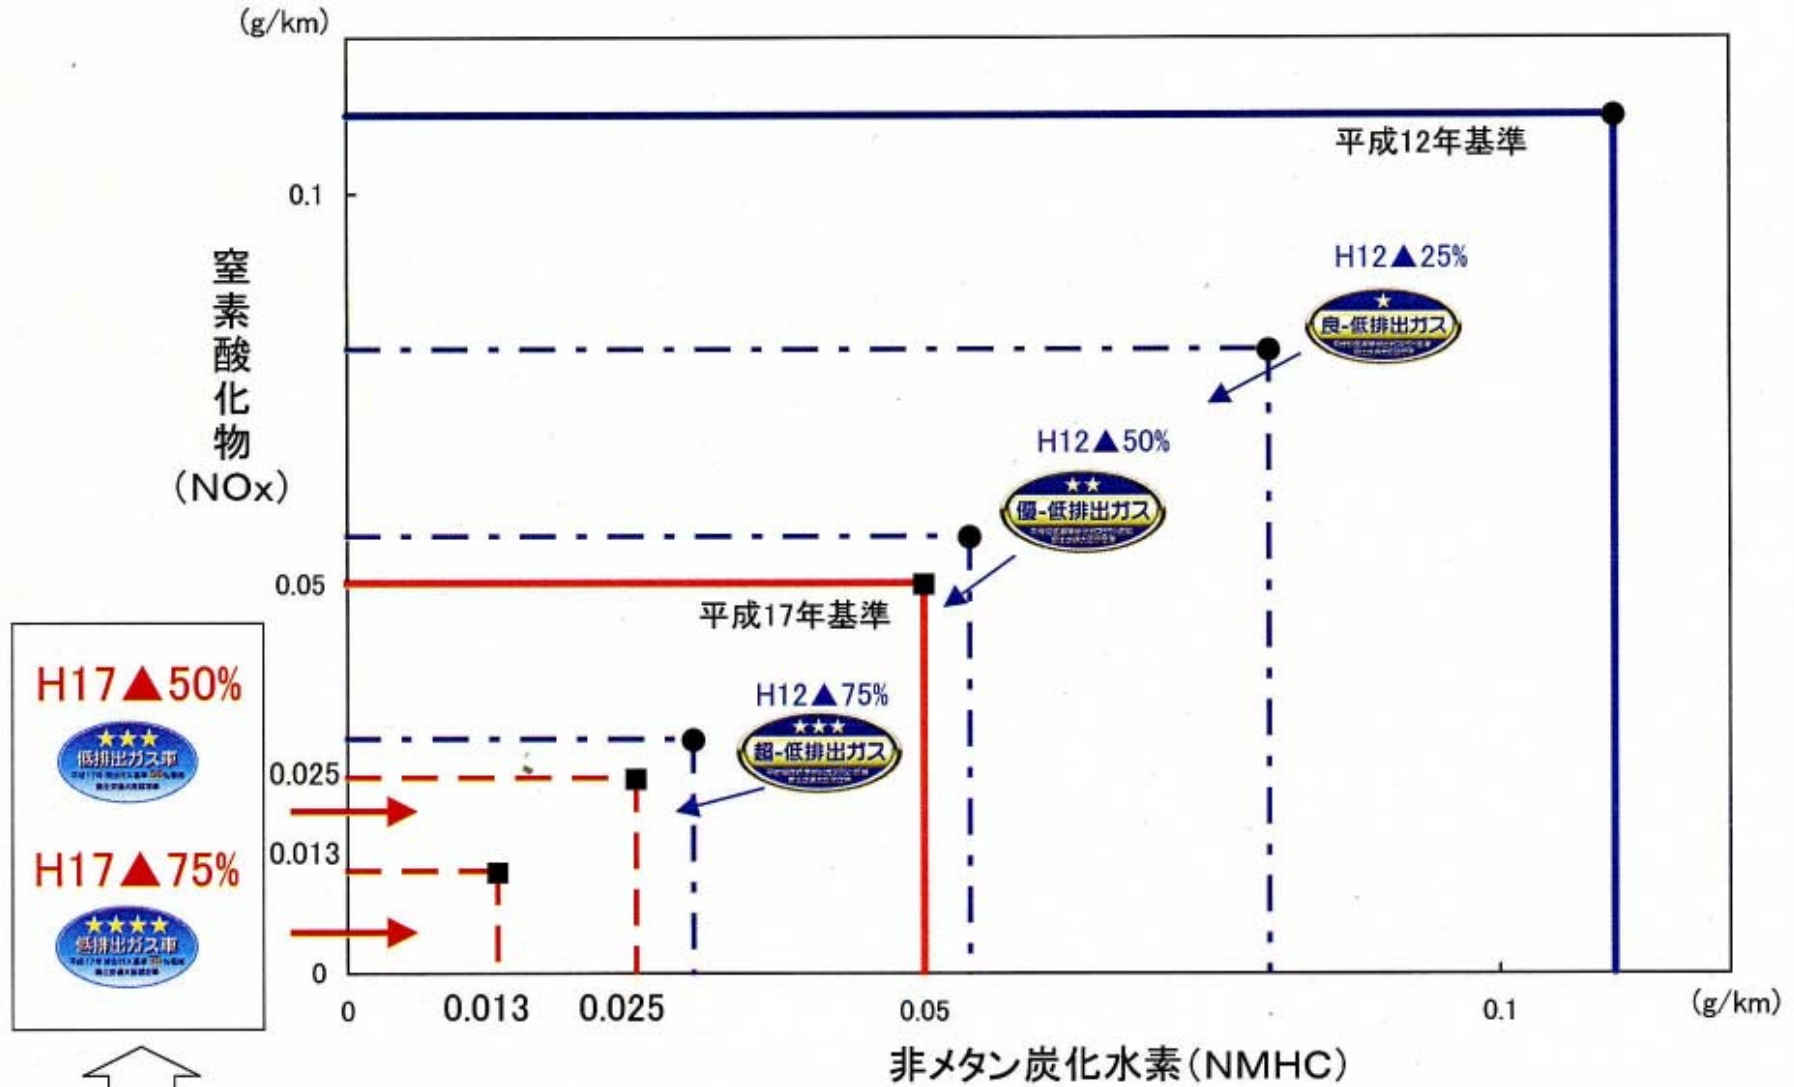 (g/km)
平成12年基準
0.1
窒素酸化物
(NOx)
H12▲25%
★
良-低排出ガス
H12▲50%
★★
優-低排出ガス
0.05
平成17年基準
H12▲75%
★★★
超-低排出ガス
H17▲50%
★★★
低排出ガス車
0.025
0.013
H17▲75%
★★★★
低排出ガス車
0
0
0.013
0.025
0.05
0.1
(g/km)
非メタン炭化水素(NMHC)